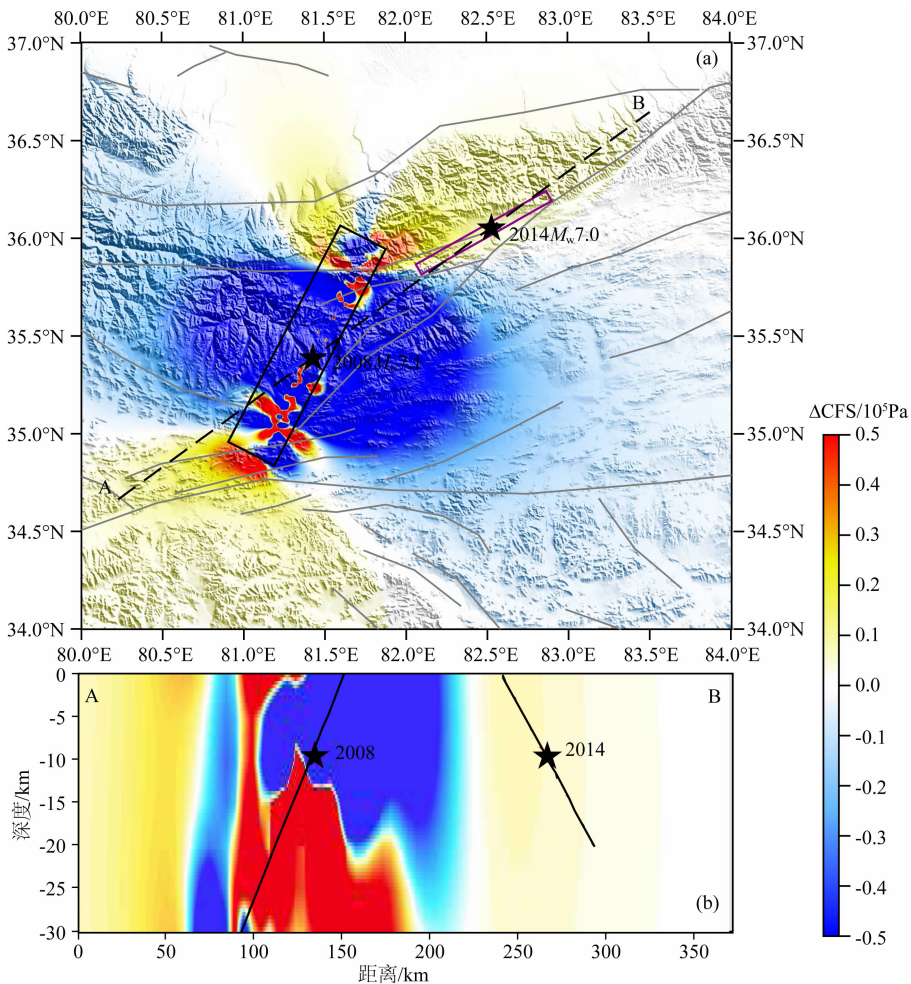 80.0°E 80.5°E 81.0°E 81.5°E 82.0°E 82.5°E 83.0°E 83.5°E 84.0°E
37.0°N 37.0°N
(a)
B
36.5°N 36.5°N
36.0°N 36.0°N
2014Mw7.0
35.5°N 35.5°N
2008
35.0°N 35.0°N
A
34.5°N 34.5°N
34.0°N 34.0°N
80.0°E 80.5°E 81.0°E 81.5°E 82.0°E 82.5°E 83.0°E 83.5°E 84.0°E
ΔCFS/10⁵Pa
0.5
0.4
0.3
0.2
0.1
0.0
-0.1
-0.2
-0.3
-0.4
-0.5
0
-5
-10
-15
-20
-25
-30
深度/km
A B
2008 2014
(b)
0 50 100 150 200 250 300 350
距离/km